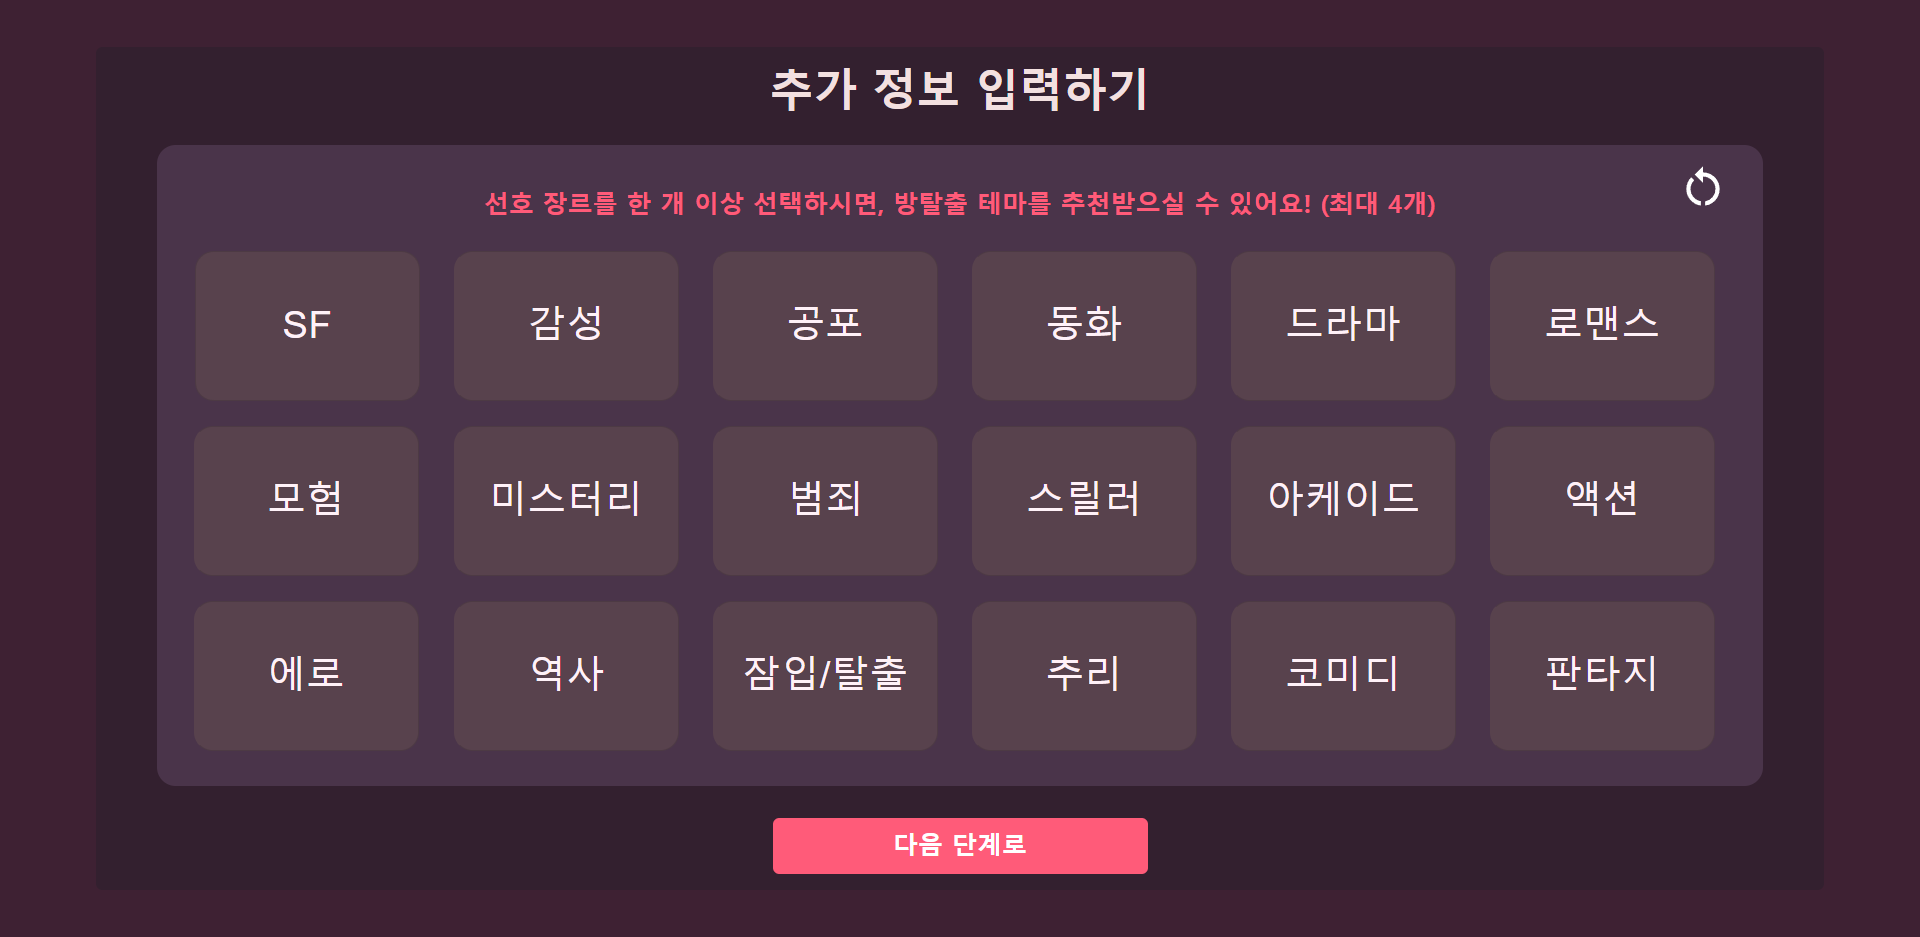 추가 정보 입력하기
선호 장르를 한 개 이상 선택하시면, 방탈출 테마를 추천받으실 수 있어요! (최대 4개)
SF 감성 공포 동화 드라마 로맨스
모험 미스터리 범죄 스릴러 아케이드 액션
에로 역사 잠입/탈출 추리 코미디 판타지
다음 단계로